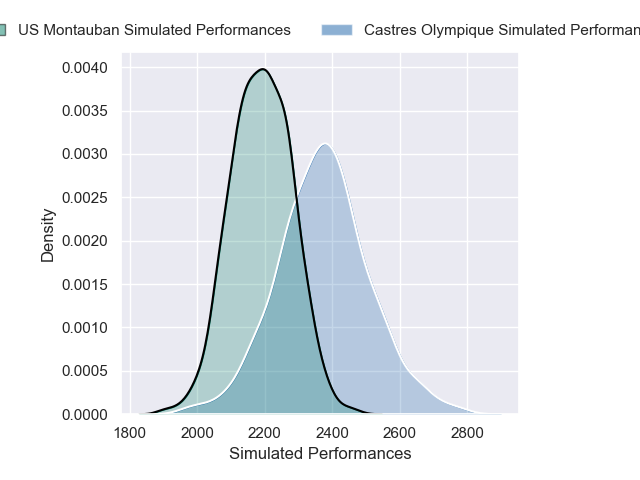 US Montauban Simulated Performances Castres Olympique Simulated Performan
0.0040
0.0035
0.0030
0.0025
0.0020
0.0015
0.0010
0.0005
0.0000
Density
1800 2000 2200 2400 2600 2800
Simulated Performances